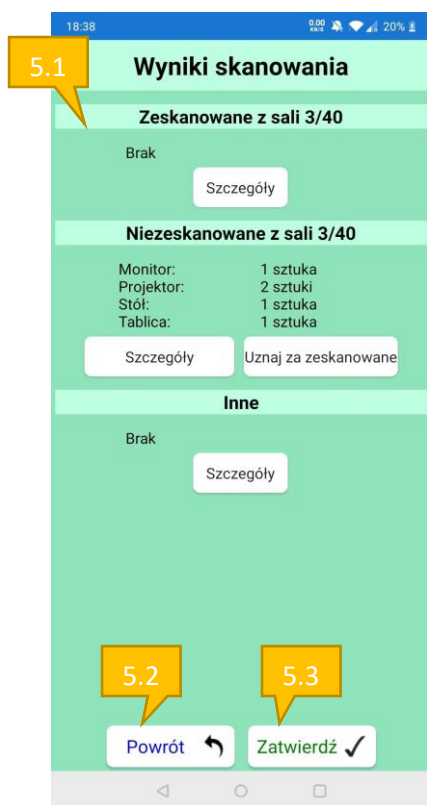 18:38
0.00 KB/S 20%
5.1
Wyniki skanowania
Zeskanowane z sali 3/40
Brak
Szczegóły
Niezeskanowane z sali 3/40
Monitor: 1 sztuka
Projektor: 2 sztuki
Stół: 1 sztuka
Tablica: 1 sztuka
Szczegóły Uznaj za zeskanowane
Inne
Brak
Szczegóły
5.2 5.3
Powrót Zatwierdź